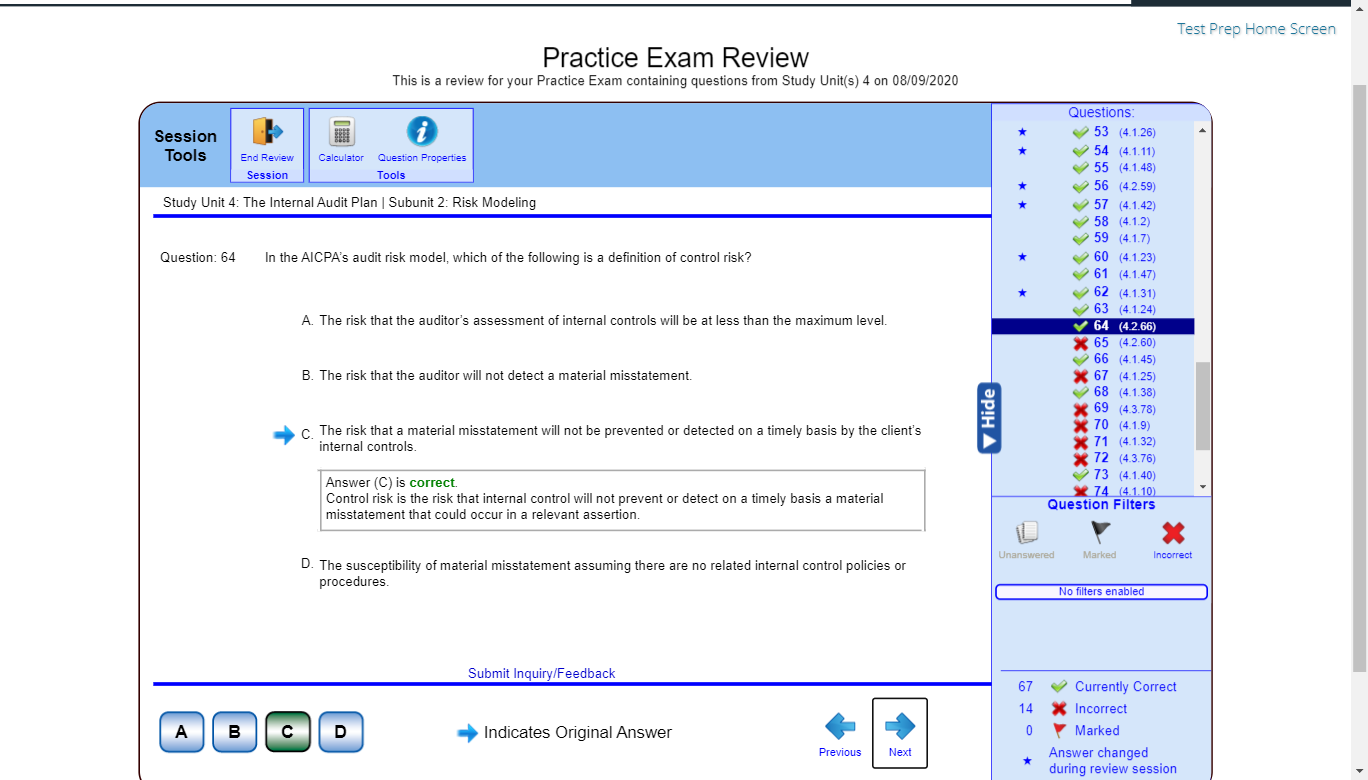 Test Prep Home Screen
Practice Exam Review
This is a review for your Practice Exam containing questions from Study Unit(s) 4 on 08/09/2020
Session
Tools
End Review
Session
Calculator
Question Properties
Tools
Study Unit 4: The Internal Audit Plan | Subunit 2: Risk Modeling
Question: 64
In the AICPA's audit risk model, which of the following is a definition of control risk?
A. The risk that the auditor's assessment of internal controls will be at less than the maximum level.
B. The risk that the auditor will not detect a material misstatement.
C. The risk that a material misstatement will not be prevented or detected on a timely basis by the client's
internal controls.
Answer (C) is correct.
Control risk is the risk that internal control will not prevent or detect on a timely basis a material
misstatement that could occur in a relevant assertion.
D. The susceptibility of material misstatement assuming there are no related internal control policies or
procedures.
Submit Inquiry/Feedback
A B C D
Indicates Original Answer
Previous
Next
Hide
Questions:
53 (4.1.26)
54 (4.1.11)
55 (4.1.48)
56 (4.2.59)
57 (4.1.42)
58 (4.1.2)
59 (4.1.7)
60 (4.1.23)
61 (4.1.47)
62 (4.1.31)
63 (4.1.24)
64 (4.2.66)
65 (4.2.60)
66 (4.1.45)
67 (4.1.25)
68 (4.1.38)
69 (4.3.78)
70 (4.1.9)
71 (4.1.32)
72 (4.3.76)
73 (4.1.40)
74 (4.1.10)
Question Filters
Unanswered
Marked
Incorrect
No filters enabled
67 Currently Correct
14 Incorrect
0 Marked
Answer changed
during review session